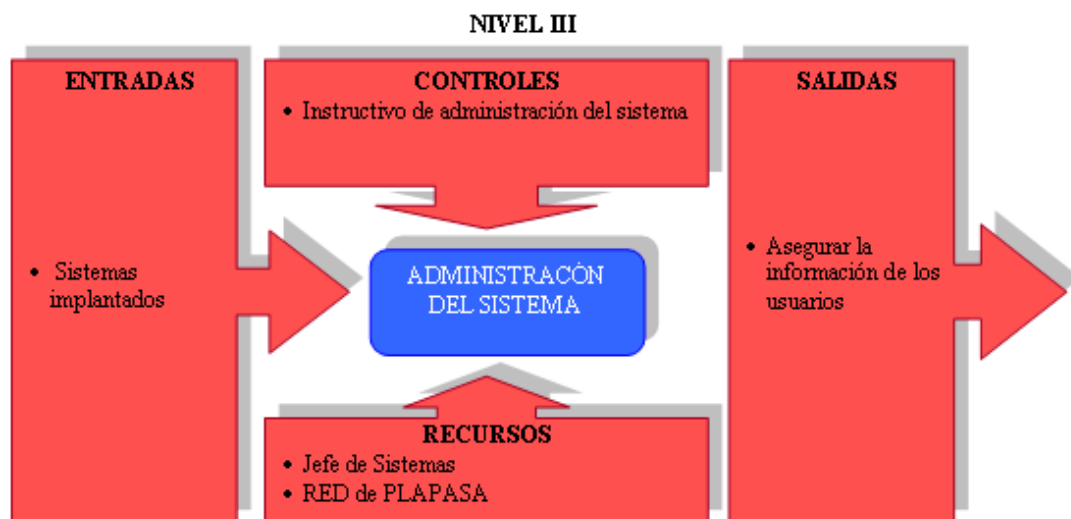 NIVEL III
ENTRADAS
• Sistemas
implantados
CONTROLES
• Instructivo de administración del sistema
ADMINISTRACÓN
DEL SISTEMA
RECURSOS
• Jefe de Sistemas
• RED de PLAPASA
SALIDAS
• Asegurar la
información de los
usuarios